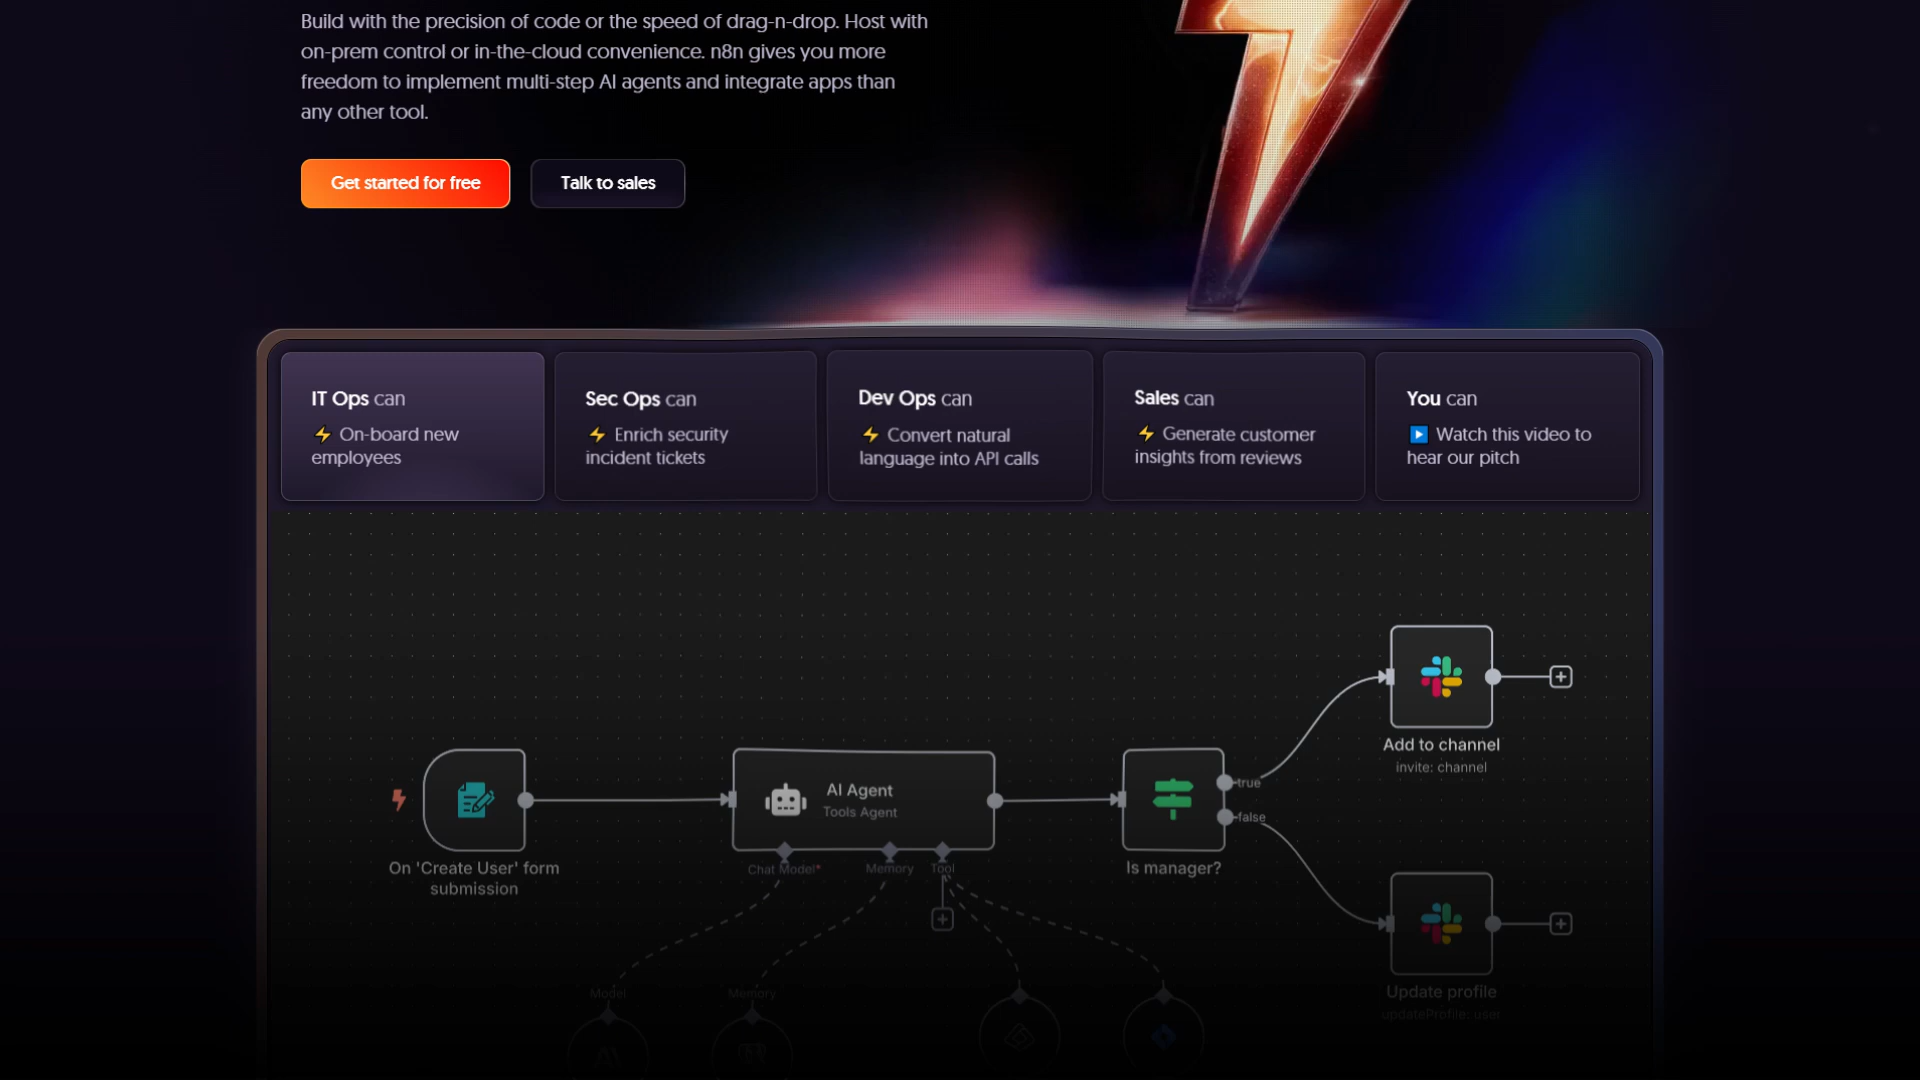 Build with the precision of code or the speed of drag-n-drop. Host with
on-prem control or in-the-cloud convenience. n8n gives you more
freedom to implement multi-step AI agents and integrate apps than
any other tool.
Get started for free
Talk to sales
IT Ops can
On-board new
employees
Sec Ops can
Enrich security
incident tickets
Dev Ops can
Convert natural
language into API calls
Sales can
Generate customer
insights from reviews
You can
Watch this video to
hear our pitch
On 'Create User' form
submission
AI Agent
Tools Agent
Chat Model*
Memory
Tool
Model
Memory
Is manager?
true
false
Add to channel
invite: channel
Update profile
updateProfile: user